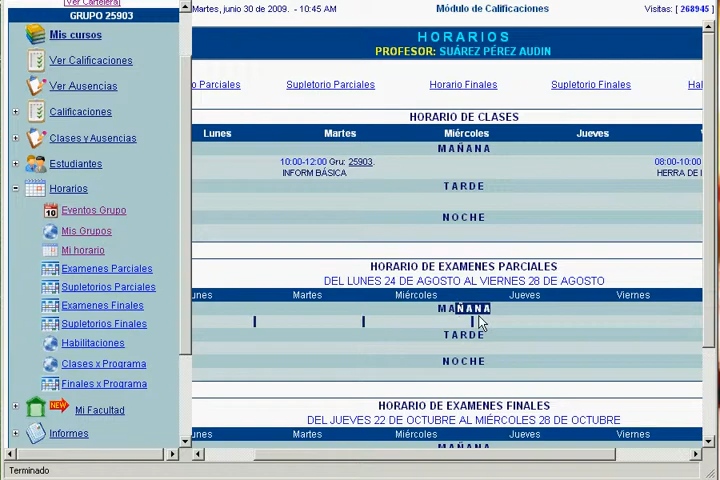 [Ver Cartelera]
Martes, junio 30 de 2009. - 10:45 AM
Módulo de Calificaciones
Visitas: [ 268945 ]
GRUPO 25903
Mis cursos
Ver Calificaciones
Ver Ausencias
Calificaciones
Clases y Ausencias
Estudiantes
Horarios
Eventos Grupo
Mis Grupos
Mi horario
Examenes Parciales
Supletorios Parciales
Examenes Finales
Supletorios Finales
Habilitaciones
Clases x Programa
Finales x Programa
NEW Mi Facultad
Informes
HORARIOS
PROFESOR: SUÁREZ PÉREZ AUDIN
o Parciales Supletorio Parciales Horario Finales Supletorio Finales Hal
HORARIO DE CLASES
Lunes Martes Miércoles Jueves
MAÑANA
10:00-12:00 Gru: 25903. 08:00-10:00
INFORM BÁSICA HERRA DE I
TARDE
NOCHE
HORARIO DE EXAMENES PARCIALES
DEL LUNES 24 DE AGOSTO AL VIERNES 28 DE AGOSTO
unes Martes Miércoles Jueves Viernes
MAÑANA
TARDE
NOCHE
HORARIO DE EXAMENES FINALES
DEL JUEVES 22 DE OCTUBRE AL MIÉRCOLES 28 DE OCTUBRE
unes Martes Miércoles Jueves Viernes
MAÑANA
Terminado